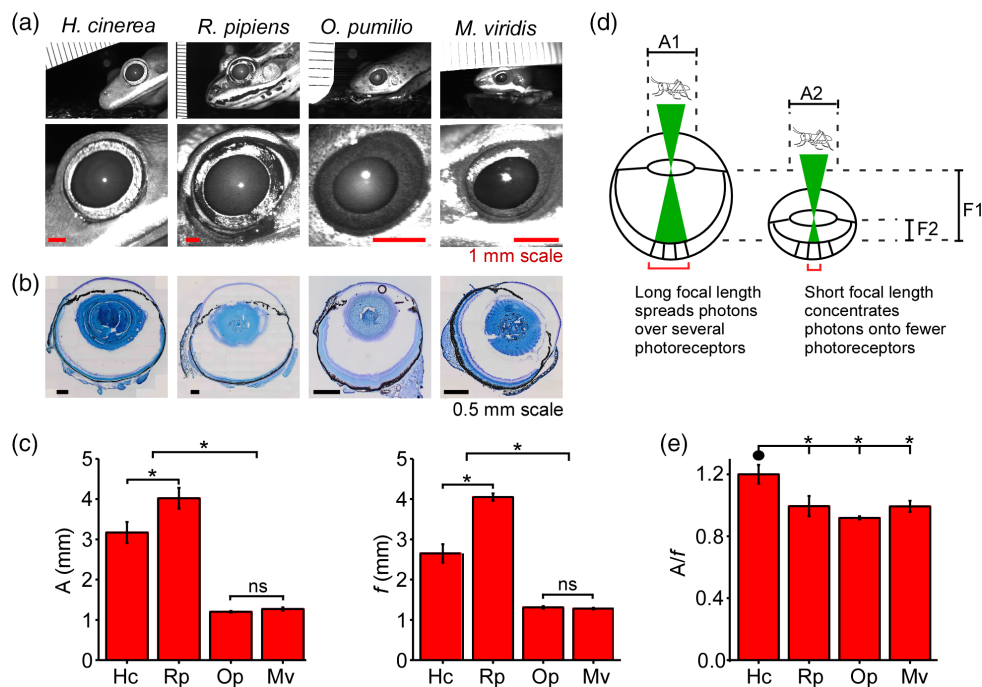 (a)
H. cinerea
R. pipiens
O. pumilio
M. viridis
1 mm scale
(b)
0.5 mm scale
(c)
A (mm)
5
4
3
2
1
0
*
*
ns
Hc
Rp
Op
Mv
f (mm)
5
4
3
2
1
0
*
*
ns
Hc
Rp
Op
Mv
(d)
A1
A2
F1
F2
Long focal length
spreads photons
over several
photoreceptors
Short focal length
concentrates
photons onto fewer
photoreceptors
(e)
A/f
1.2
0.8
0.4
0.0
*
*
*
Hc
Rp
Op
Mv